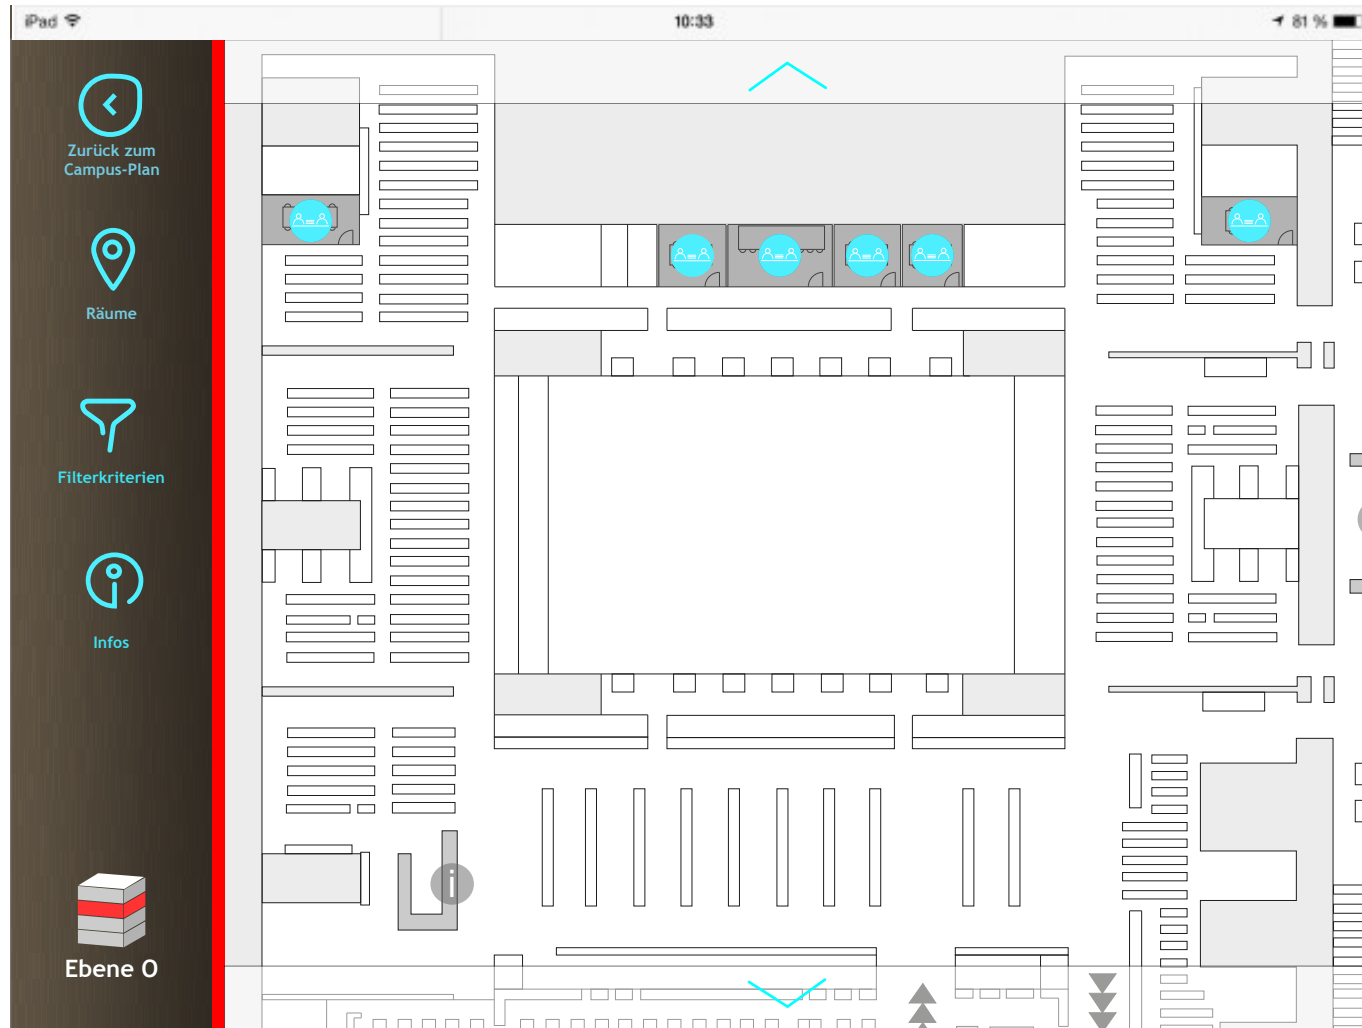 iPad
10:33
81 %
Zurück zum
Campus-Plan
Räume
Filterkriterien
Infos
i
Ebene 0